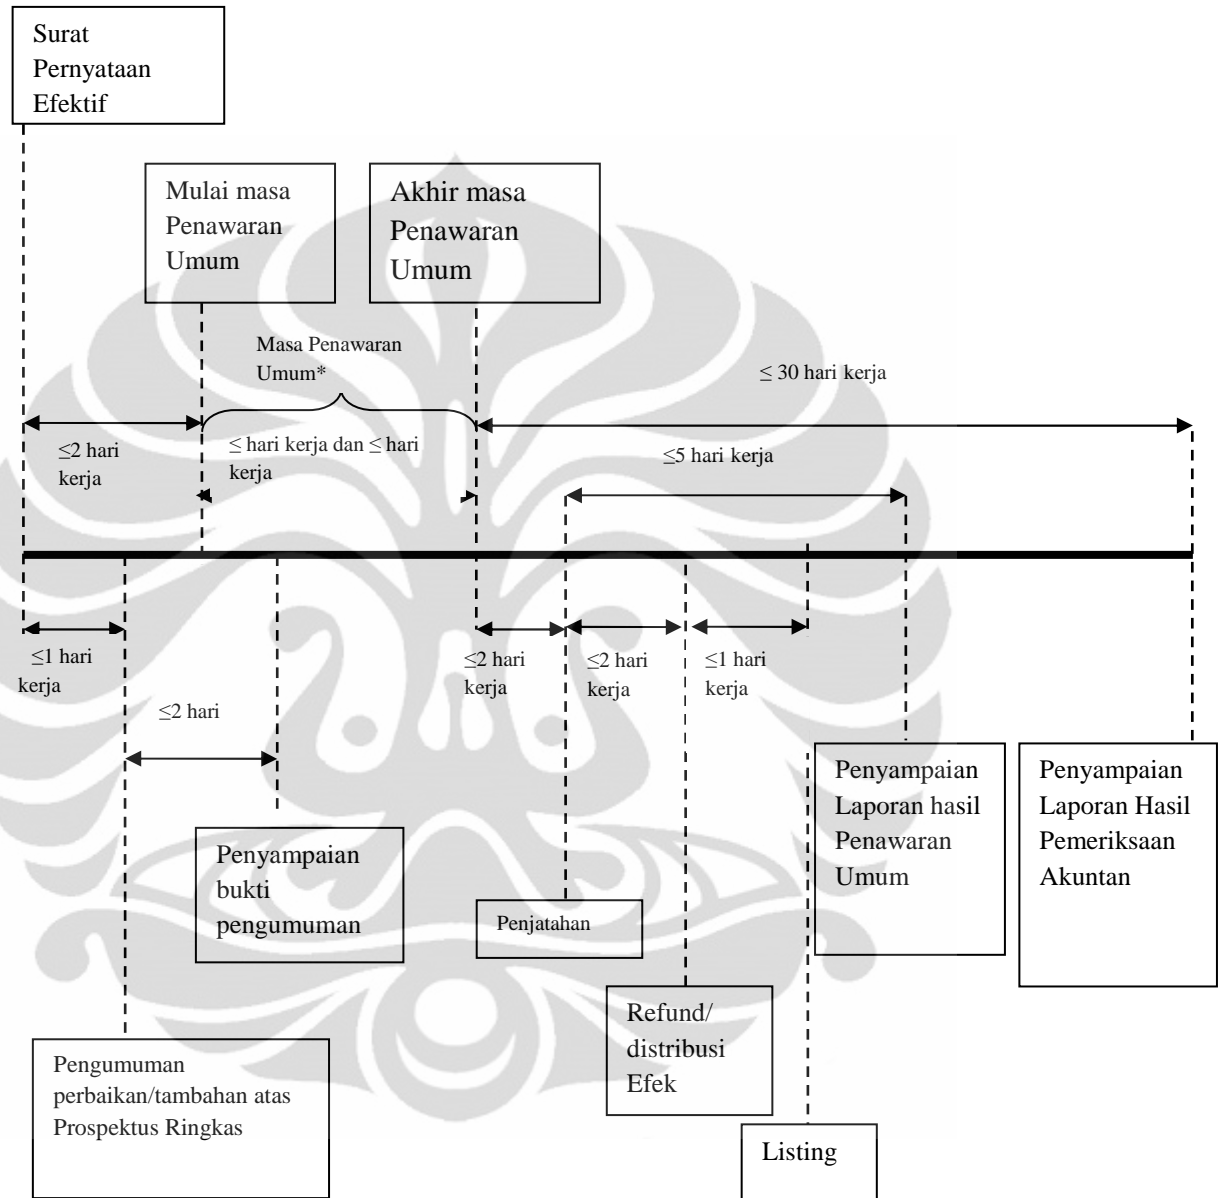 Surat
Pernyataan
Efektif
Mulai masa
Penawaran
Umum
Akhir masa
Penawaran
Umum
Masa Penawaran
Umum*
≤ 30 hari kerja
≤2 hari
kerja
≤ hari kerja dan ≤ hari
kerja
≤5 hari kerja
≤1 hari
kerja
≤2 hari
≤2 hari
kerja
≤2 hari
kerja
≤1 hari
kerja
Penyampaian
bukti
pengumuman
Penjatahan
Penyampaian
Laporan hasil
Penawaran
Umum
Penyampaian
Laporan Hasil
Pemeriksaan
Akuntan
Refund/
distribusi
Efek
Pengumuman
perbaikan/tambahan atas
Prospektus Ringkas
Listing